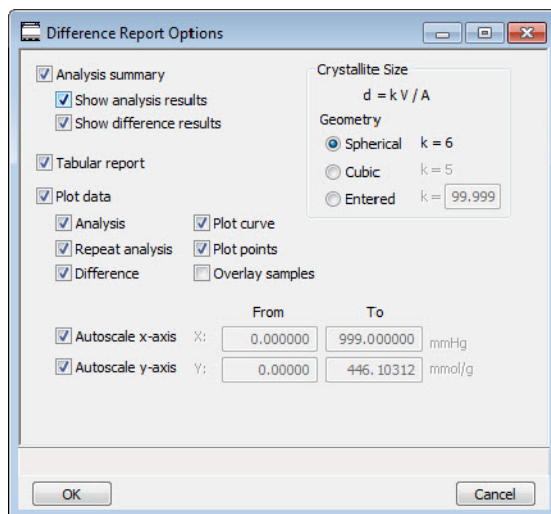 Difference Report Options
Analysis summary
Show analysis results
Show difference results
Tabular report
Plot data
Analysis
Plot curve
Repeat analysis
Plot points
Difference
Overlay samples
Crystallite Size
d = k V / A
Geometry
Spherical k = 6
Cubic k = 5
Entered k = 99.999
From To
Autoscale x-axis X: 0.000000 999.000000 mmHg
Autoscale y-axis Y: 0.00000 446.10312 mmol/g
OK Cancel